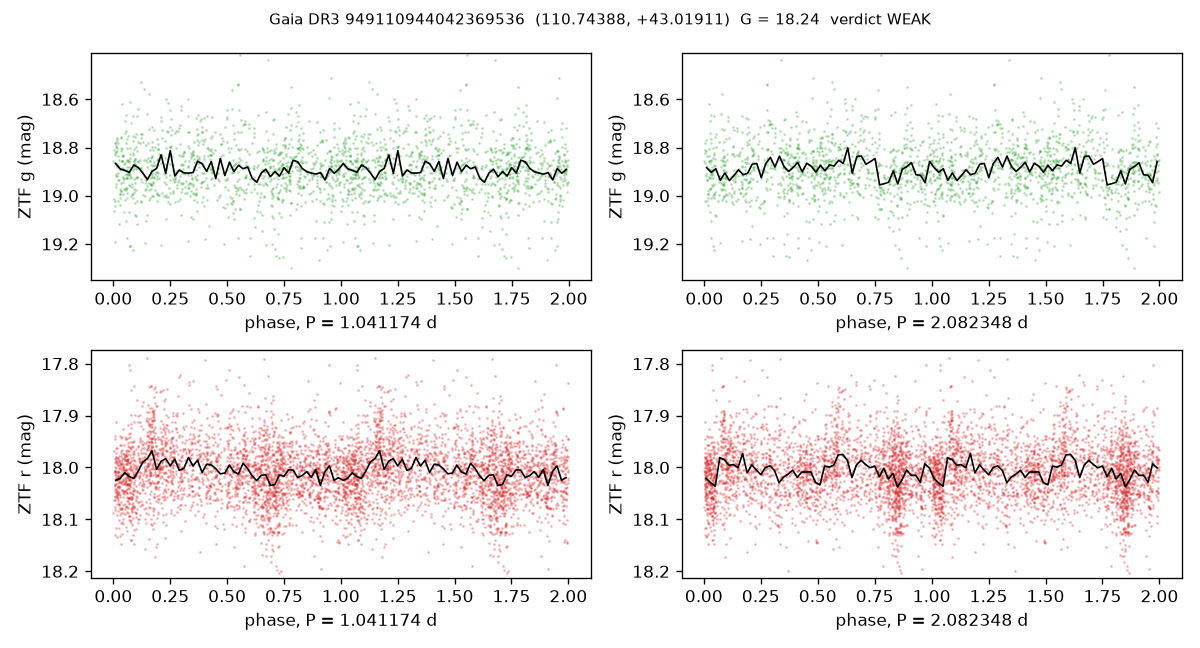 Gaia DR3 949110944042369536  (110.74388, +43.01911)  G = 18.24  verdict WEAK
ZTF g (mag)
18.6
18.8
19.0
19.2
0.00 0.25 0.50 0.75 1.00 1.25 1.50 1.75 2.00
phase, P = 1.041174 d
ZTF g (mag)
18.6
18.8
19.0
19.2
0.00 0.25 0.50 0.75 1.00 1.25 1.50 1.75 2.00
phase, P = 2.082348 d
ZTF r (mag)
17.8
17.9
18.0
18.1
18.2
0.00 0.25 0.50 0.75 1.00 1.25 1.50 1.75 2.00
phase, P = 1.041174 d
ZTF r (mag)
17.8
17.9
18.0
18.1
18.2
0.00 0.25 0.50 0.75 1.00 1.25 1.50 1.75 2.00
phase, P = 2.082348 d